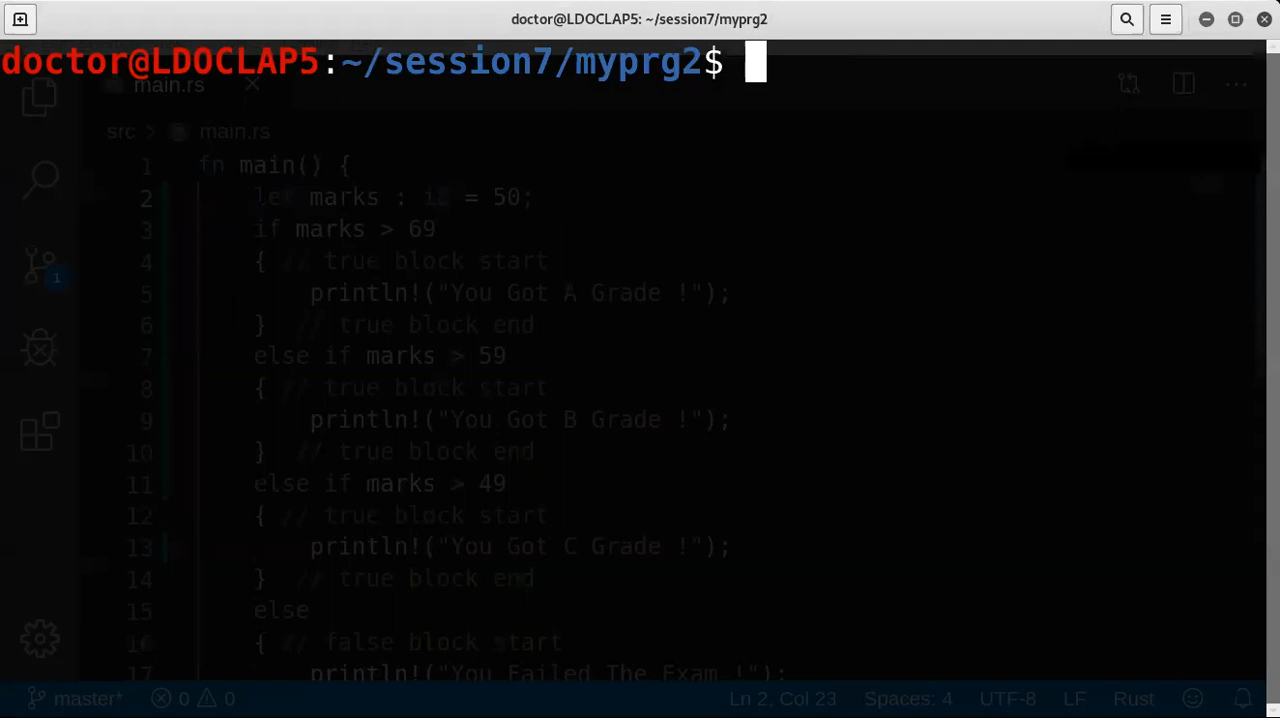 doctor@LDOCLAP5: ~/session7/myprg2
doctor@LDOCLAP5:~/session7/myprg2$
main.rs
src > main.rs
1 fn main() {
2 let marks : = 50;
3 if marks > 69
4 { // true block start
5 println!("You Got A Grade !");
6 } // true block end
7 else if marks > 59
8 { // true block start
9 println!("You Got B Grade !");
10 } // true block end
11 else if marks > 49
12 { // true block start
13 println!("You Got C Grade !");
14 } // true block end
15 else
16 { // false block start
17 println!("You Failed The Exam !");
1
master* 0 0 Ln 2, Col 23 Spaces: 4 UTF-8 LF Rust